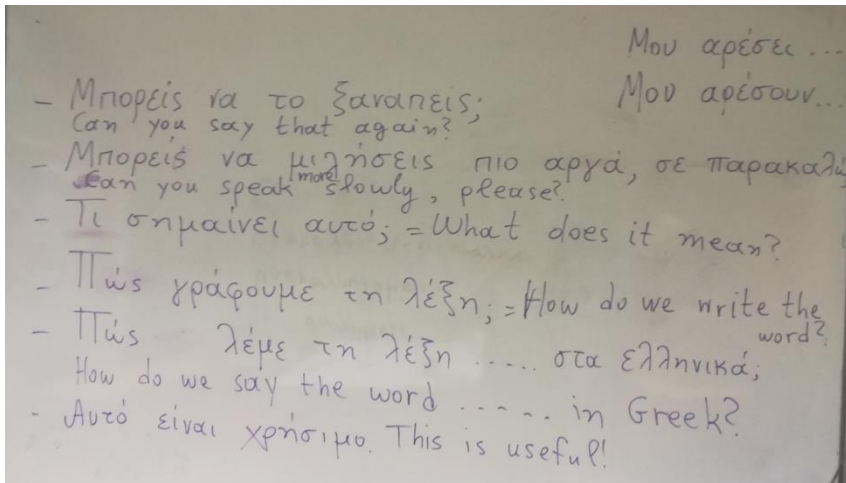 Μου αρέσει ...
Μου αρέσουν...
- Μπορείς να το ξαναπείς;
Can you say that again?
- Μπορείς να μιλήσεις πιο αργά, σε παρακαλώ
Can you speak more slowly, please?
- Τι σημαίνει αυτό; = What does it mean?
- Πώς γράφουμε τη λέξη; = How do we write the
word?
- Πώς λέμε τη λέξη ..... στα ελληνικά;
How do we say the word ...... in Greek?
- Αυτό είναι χρήσιμο. This is useful!